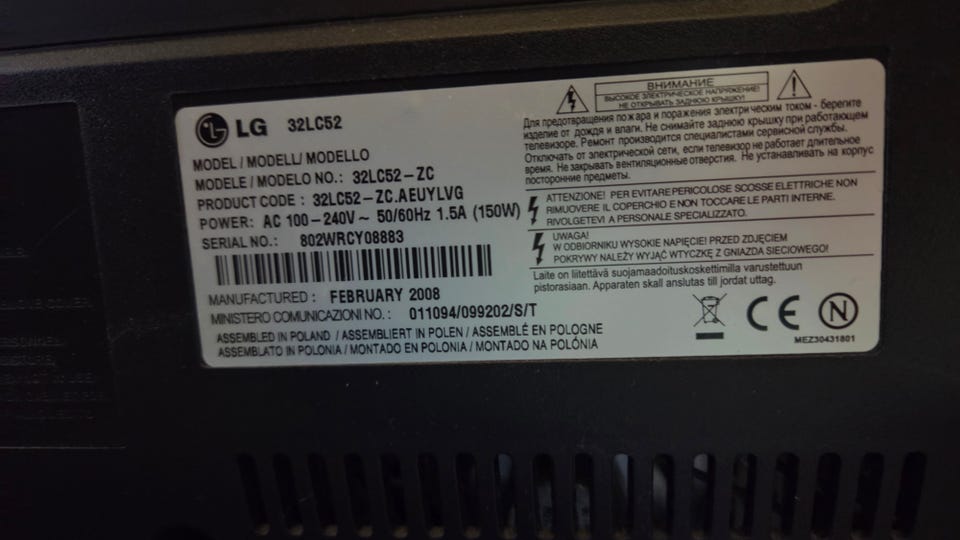 LG 32LC52
MODEL / MODELL/ MODELLO
MODELE / MODELO NO.: 32LC52-ZC
PRODUCT CODE : 32LC52-ZC.AEUYLVG
POWER: AC 100-240V~ 50/60Hz 1.5A (150W)
SERIAL NO.: 802WRCY08883
MANUFACTURED : FEBRUARY 2008
MINISTERO COMUNICAZIONI NO.: 011094/099202/S/T
ASSEMBLED IN POLAND / ASSEMBLIERT IN POLEN / ASSEMBLÉ EN POLOGNE
ASSEMBLATO IN POLONIA / MONTADO EN POLONIA / MONTADO NA POLÓNIA
ВНИМАНИЕ
ВЫСОКОЕ ЭЛЕКТРИЧЕСКОЕ НАПРЯЖЕНИЕ!
НЕ ОТКРЫВАТЬ ЗАДНЮЮ КРЫШКУ!
Для предотвращения пожара и поражения электрическим током - берегите
изделие от дождя и влаги. Не снимайте заднюю крышку при работающем
телевизоре. Ремонт производится специалистами сервисной службы.
Отключать от электрической сети, если телевизор не работает длительное
время. Не закрывать вентиляционные отверстия. Не устанавливать на корпус
посторонние предметы.
ATTENZIONE! PER EVITARE PERICOLOSE SCOSSE ELETTRICHE NON
RIMUOVERE IL COPERCHIO E NON TOCCARE LE PARTI INTERNE.
RIVOLGETEVI A PERSONALE SPECIALIZZATO.
UWAGA!
W ODBIORNIKU WYSOKIE NAPIĘCIE! PRZED ZDJĘCIEM
POKRYWY NALEŻY WYJĄĆ WTYCZKĘ Z GNIAZDA SIECIOWEGO!
Laite on liitettävä suojamaadoituskoskettimilla varustettuun
pistorasiaan. Apparaten skall anslutas till jordat uttag.
CE N
MEZ30431801